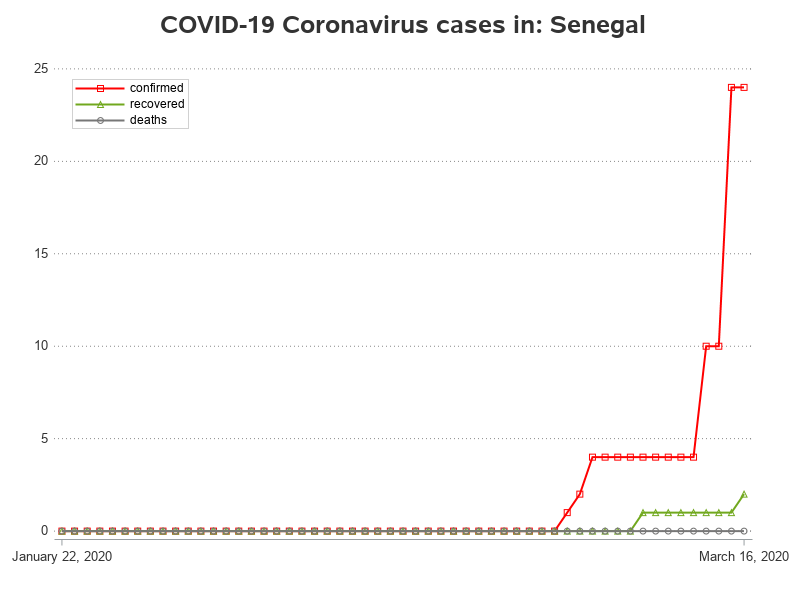 COVID-19 Coronavirus cases in: Senegal
25
confirmed
recovered
deaths
20
15
10
5
0
January 22, 2020
March 16, 2020